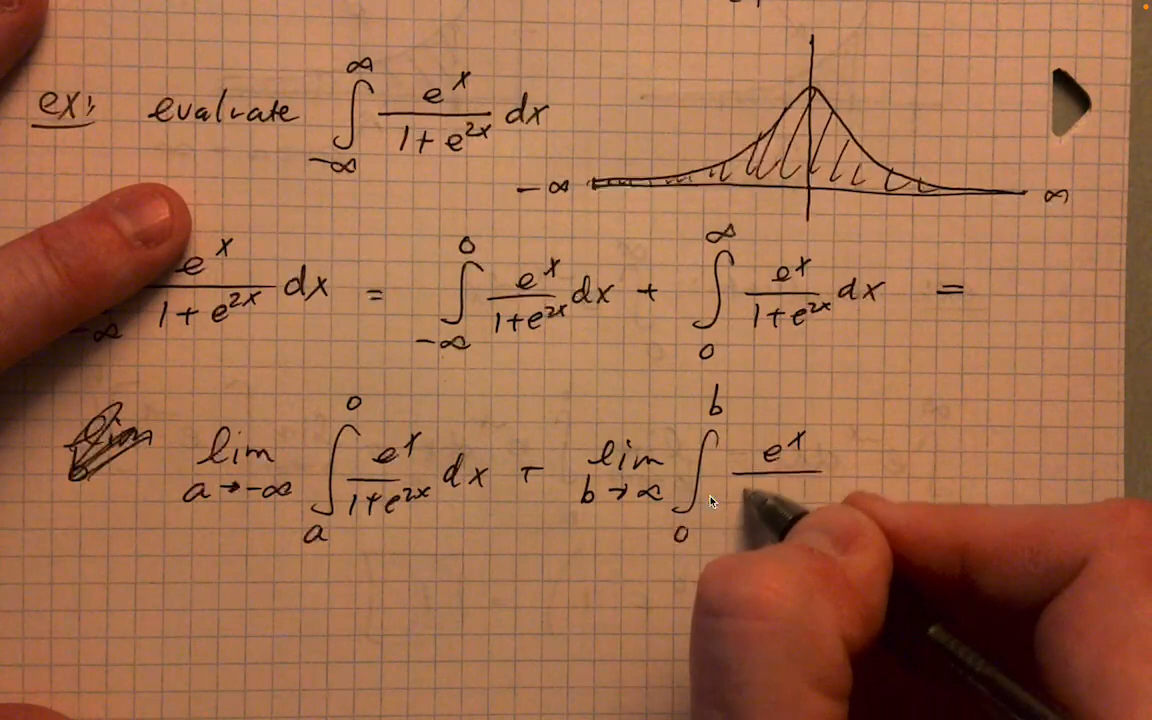 ex: evaluate ∫_{-∞}^{∞} e^x/(1+e^{2x}) dx
-∞ ∞
-∞ e^x/(1+e^{2x}) dx = ∫_{-∞}^{0} e^x/(1+e^{2x}) dx + ∫_{0}^{∞} e^x/(1+e^{2x}) dx =
lim_{a→-∞} ∫_{a}^{0} e^x/(1+e^{2x}) dx + lim_{b→∞} ∫_{0}^{b} e^x